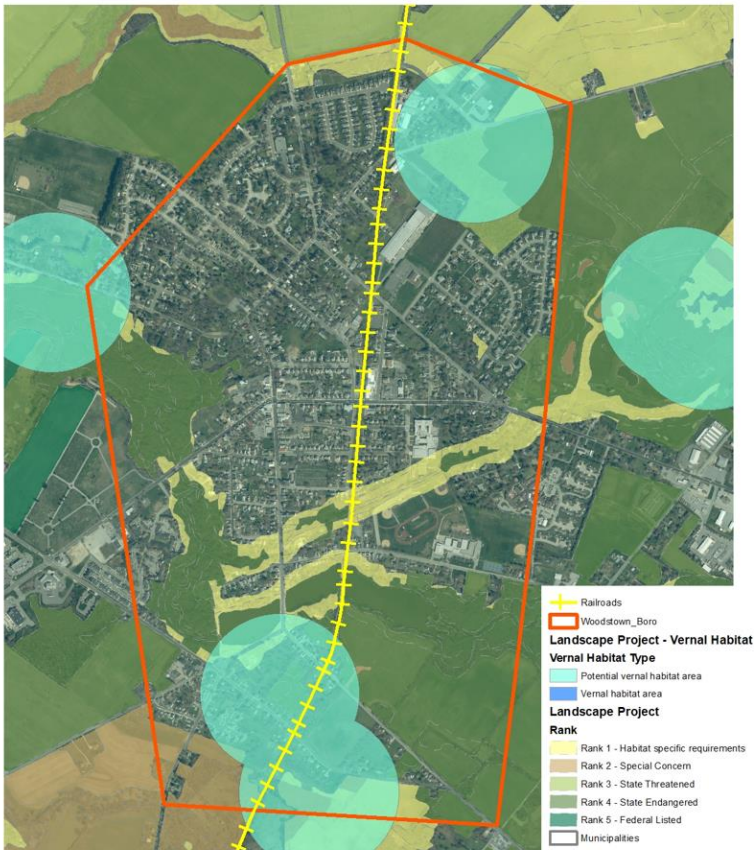 Railroads
Woodstown_Boro
Landscape Project - Vernal Habitat
Vernal Habitat Type
Potential vernal habitat area
Vernal habitat area
Landscape Project
Rank
Rank 1 - Habitat specific requirements
Rank 2 - Special Concern
Rank 3 - State Threatened
Rank 4 - State Endangered
Rank 5 - Federal Listed
Municipalities